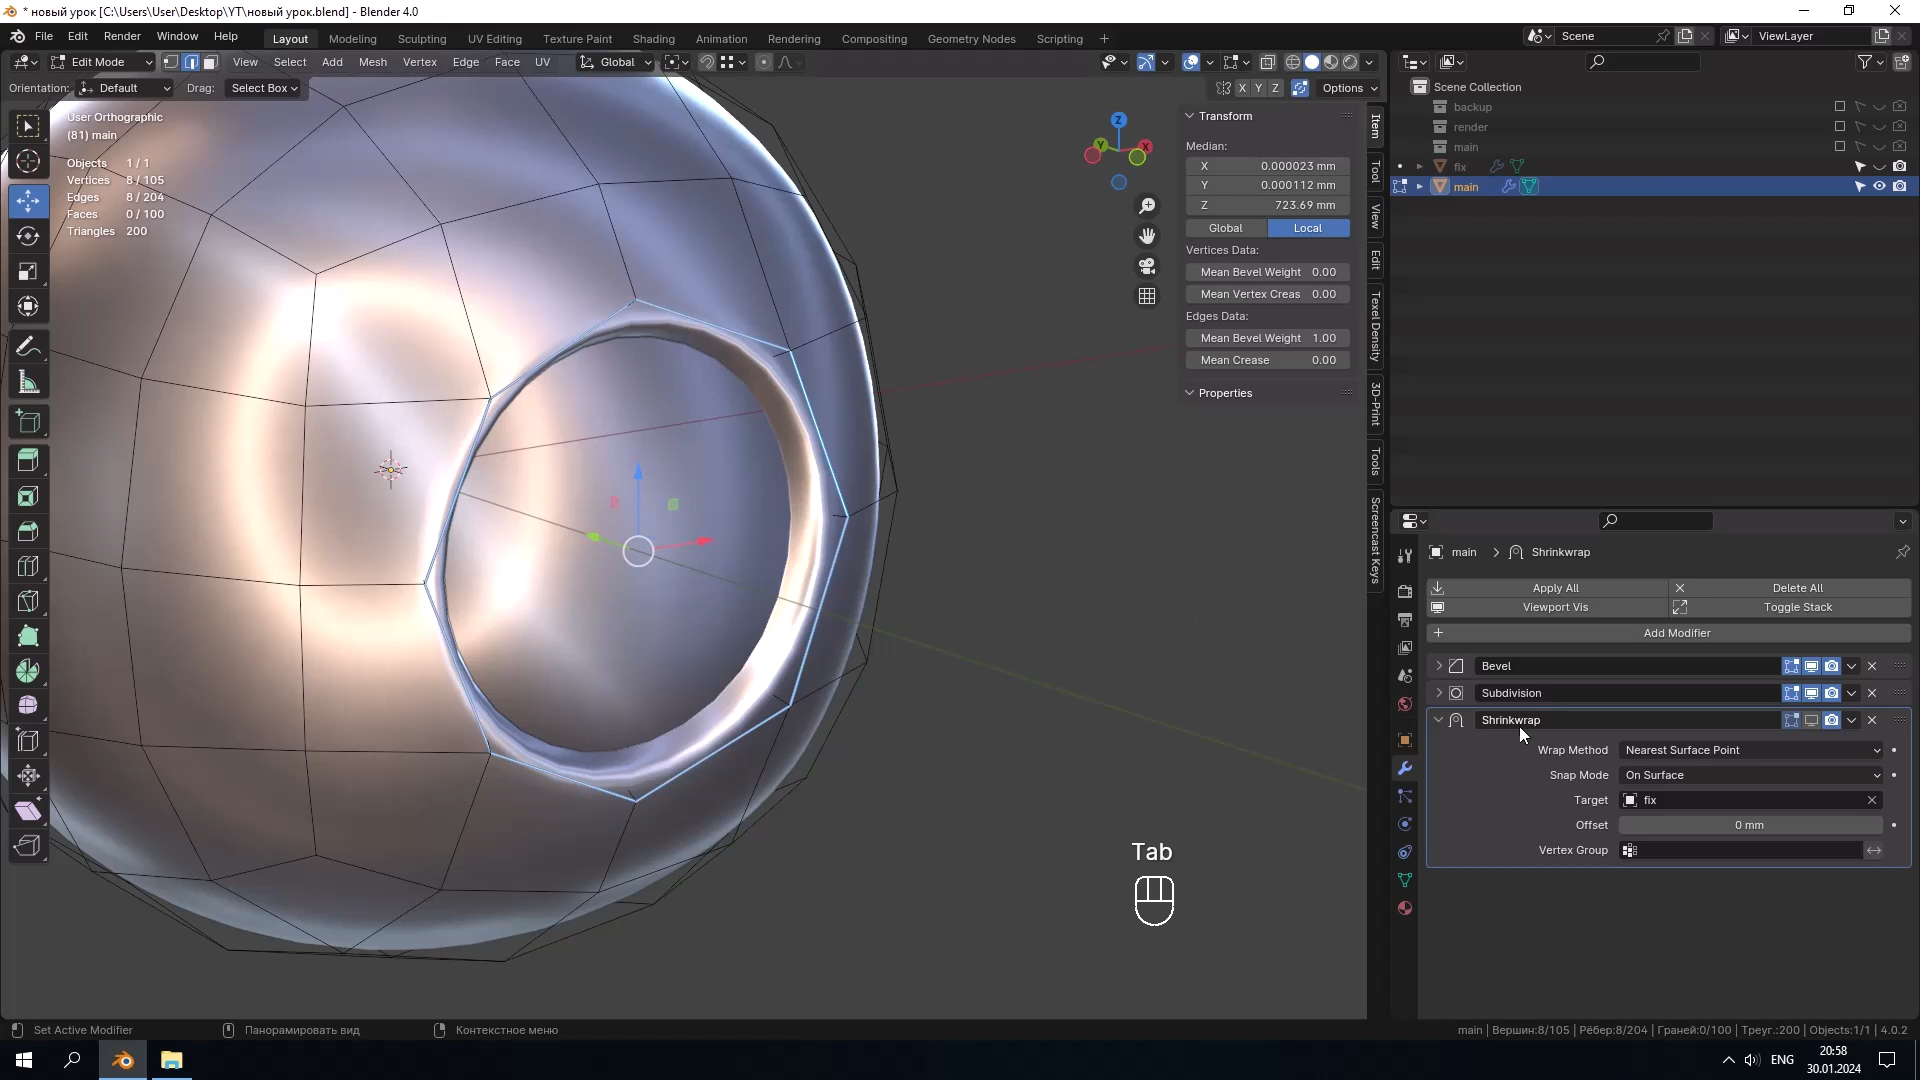 * новый урок [C:\Users\User\Desktop\YT\новый урок.blend] - Blender 4.0
File Edit Render Window Help Layout Modeling Sculpting UV Editing Texture Paint Shading Animation Rendering Compositing Geometry Nodes Scripting + Scene ViewLayer
Edit Mode View Select Add Mesh Vertex Edge Face UV Global
Orientation: Default Drag: Select Box X Y Z Options
User Orthographic
(81) main
Objects 1 / 1
Vertices 8 / 105
Edges 8 / 204
Faces 0 / 100
Triangles 200
Z
Y
X
Transform
Median:
X 0.000023 mm
Y 0.000112 mm
Z 723.69 mm
Global Local
Vertices Data:
Mean Bevel Weight 0.00
Mean Vertex Creas 0.00
Edges Data:
Mean Bevel Weight 1.00
Mean Crease 0.00
Properties
Item
Tool
View
Edit
Texel Density
3D-Print
Tools
Screencast Keys
Scene Collection
backup
render
main
fix
main
main > Shrinkwrap
Apply All Delete All
Viewport Vis Toggle Stack
Add Modifier
Bevel
Subdivision
Shrinkwrap
Wrap Method Nearest Surface Point
Snap Mode On Surface
Target fix
Offset 0 mm
Vertex Group
Tab
Set Active Modifier Панорамировать вид Контекстное меню main | Вершин:8/105 | Рёбер:8/204 | Граней:0/100 | Треуг.:200 | Objects:1/1 | 4.0.2
ENG 20:58
30.01.2024